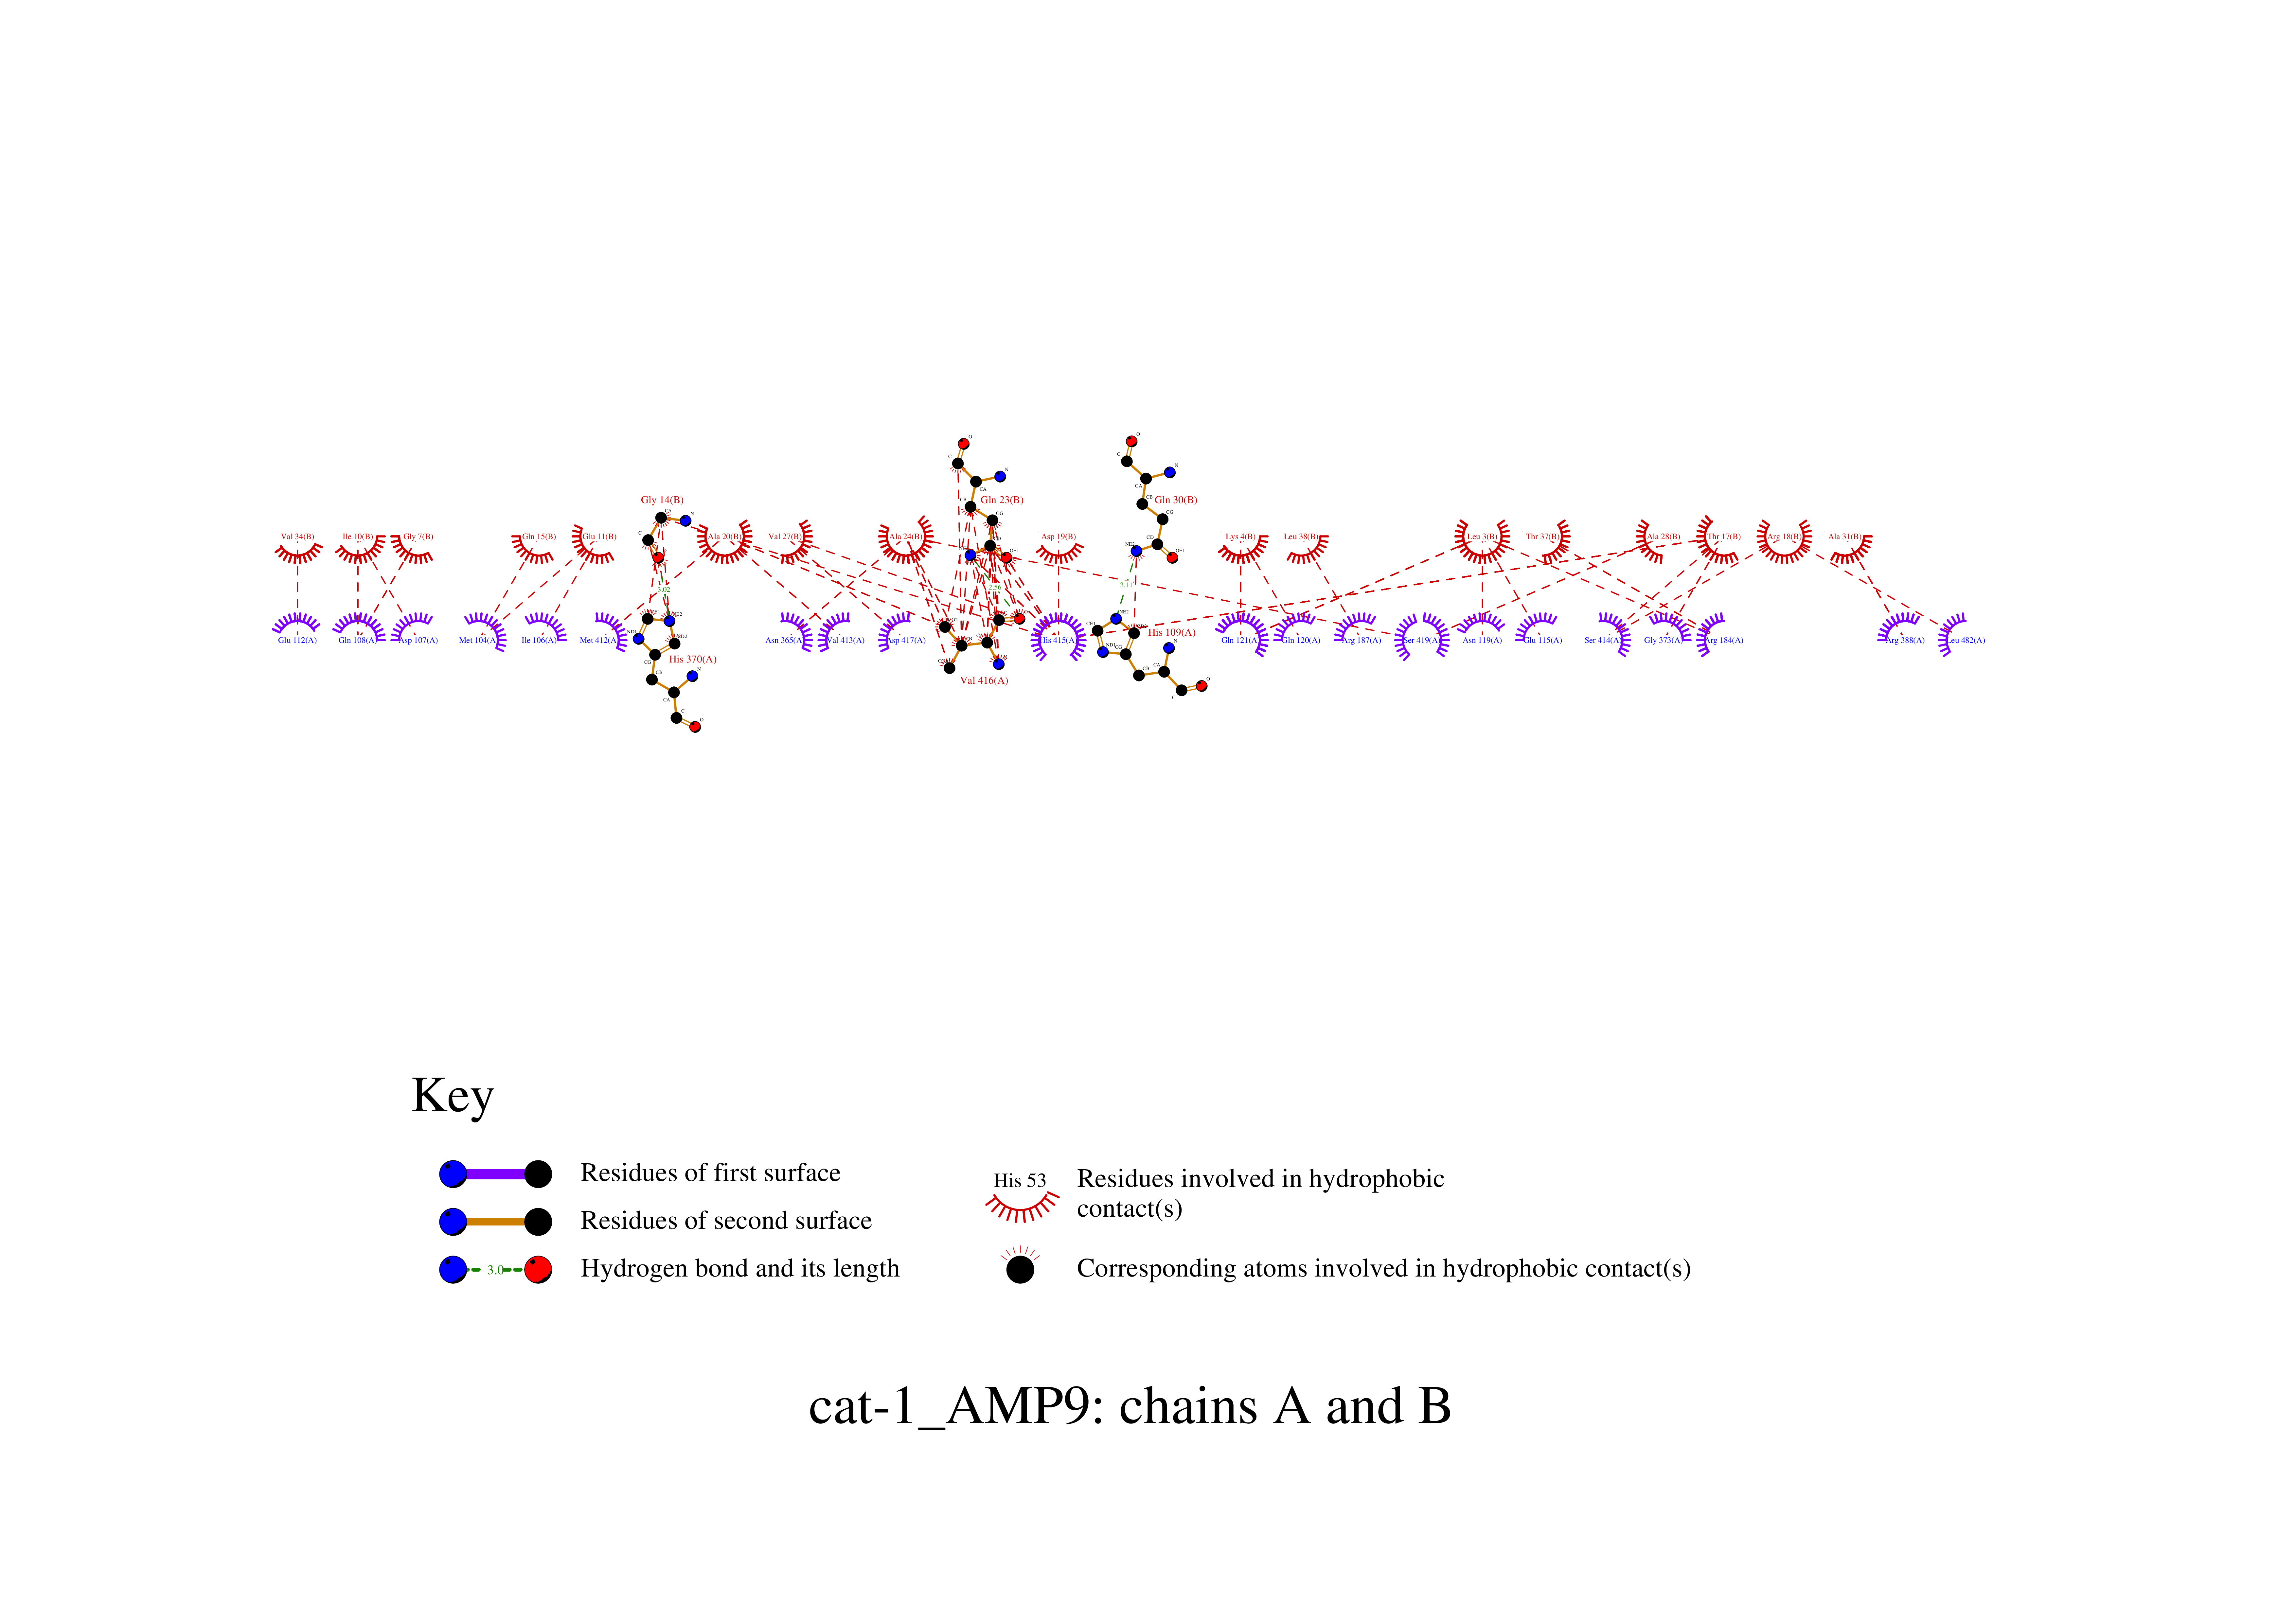 Gly 14(B)
Gln 23(B)
Gln 30(B)
Val 34(B)
Ile 10(B)
Gly 7(B)
Gln 15(B)
Glu 11(B)
Ala 20(B)
Val 27(B)
Ala 24(B)
Asp 19(B)
Lys 4(B)
Leu 38(B)
Leu 3(B)
Thr 37(B)
Ala 28(B)
Thr 17(B)
Arg 18(B)
Ala 31(B)
3.02
2.56
3.11
Glu 112(A)
Gln 108(A)
Asp 107(A)
Met 104(A)
Ile 106(A)
Met 412(A)
Asn 365(A)
Val 413(A)
Asp 417(A)
His 415(A)
His 109(A)
Gln 121(A)
Gln 120(A)
Arg 187(A)
Ser 419(A)
Asn 119(A)
Glu 115(A)
Ser 414(A)
Gly 373(A)
Arg 184(A)
Arg 388(A)
Leu 482(A)
His 370(A)
Val 416(A)
Key
Residues of first surface
Residues of second surface
3.0
Hydrogen bond and its length
His 53
Residues involved in hydrophobic
contact(s)
Corresponding atoms involved in hydrophobic contact(s)
cat-1_AMP9: chains A and B